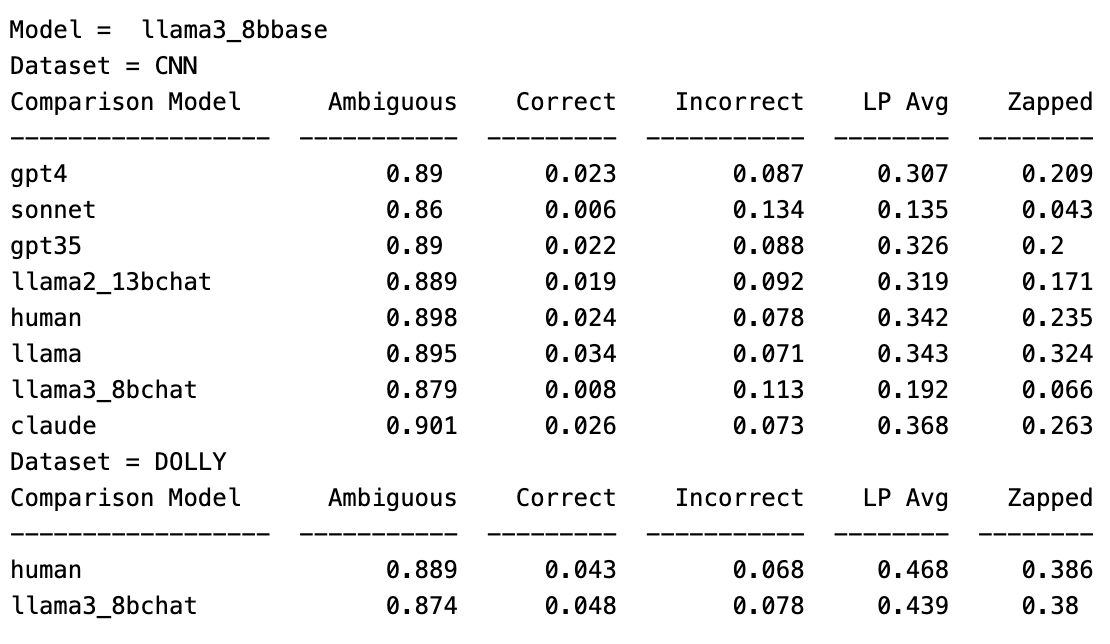 Model =  llama3_8bbase
Dataset = CNN
Comparison Model      Ambiguous    Correct    Incorrect    LP Avg    Zapped
------------------  -----------  ---------  -----------  --------  --------
gpt4                      0.89       0.023        0.087     0.307     0.209
sonnet                    0.86       0.006        0.134     0.135     0.043
gpt35                     0.89       0.022        0.088     0.326     0.2
llama2_13bchat            0.889      0.019        0.092     0.319     0.171
human                     0.898      0.024        0.078     0.342     0.235
llama                     0.895      0.034        0.071     0.343     0.324
llama3_8bchat             0.879      0.008        0.113     0.192     0.066
claude                    0.901      0.026        0.073     0.368     0.263
Dataset = DOLLY
Comparison Model      Ambiguous    Correct    Incorrect    LP Avg    Zapped
------------------  -----------  ---------  -----------  --------  --------
human                     0.889      0.043        0.068     0.468     0.386
llama3_8bchat             0.874      0.048        0.078     0.439     0.38